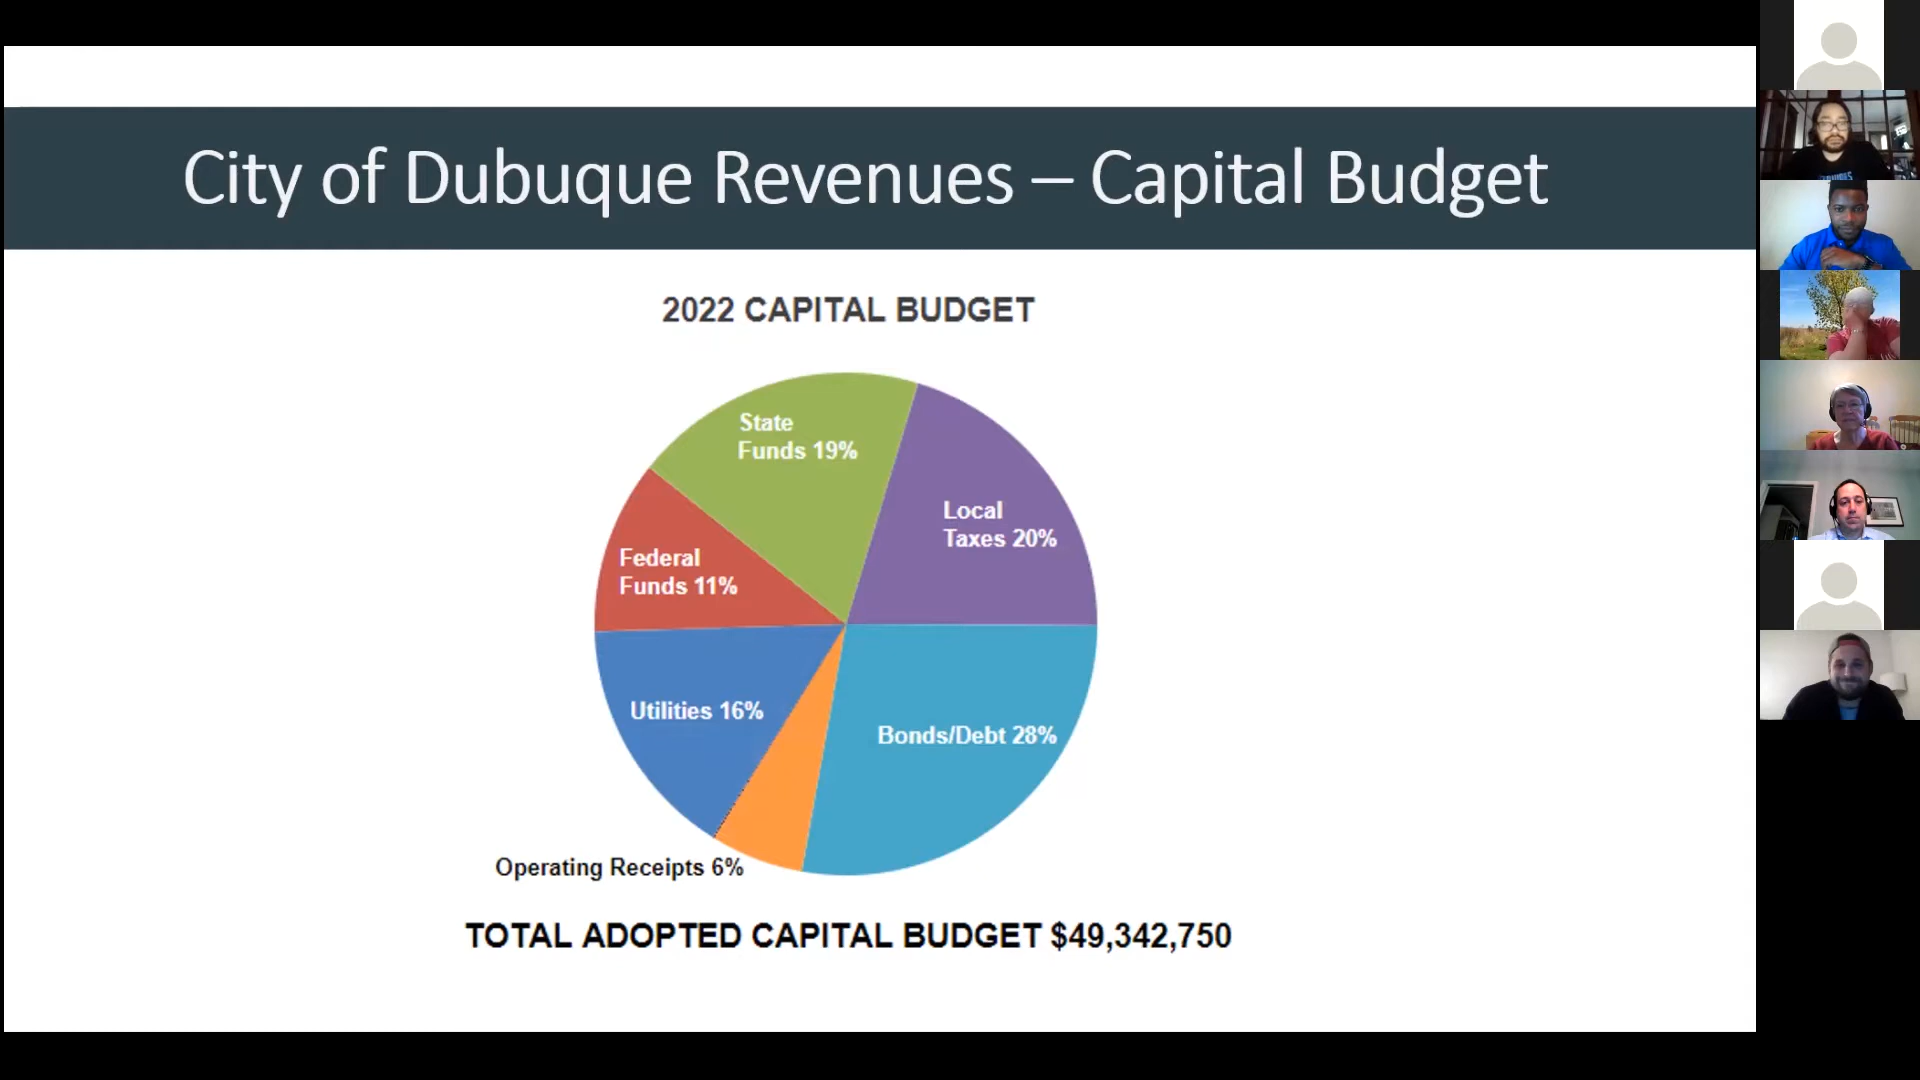 City of Dubuque Revenues – Capital Budget
2022 CAPITAL BUDGET
State
Funds 19%
Local
Taxes 20%
Federal
Funds 11%
Utilities 16%
Bonds/Debt 28%
Operating Receipts 6%
TOTAL ADOPTED CAPITAL BUDGET $49,342,750